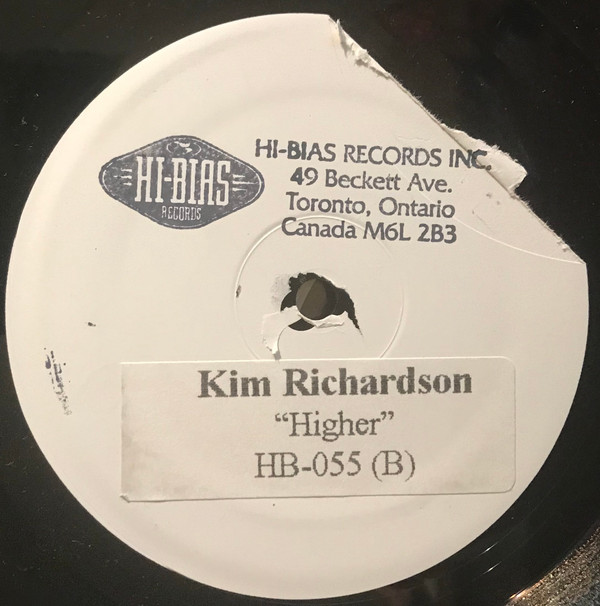 HI-BIAS
RECORDS
HI-BIAS RECORDS INC.
49 Beckett Ave.
Toronto, Ontario
Canada M6L 2B3
Kim Richardson
“Higher”
HB-055 (B)